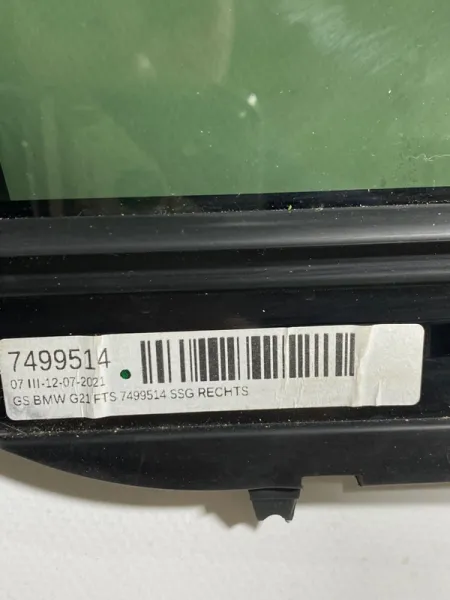 7499514
07 III-12-07-2021
GS BMW G21 FTS 7499514 SSG RECHTS